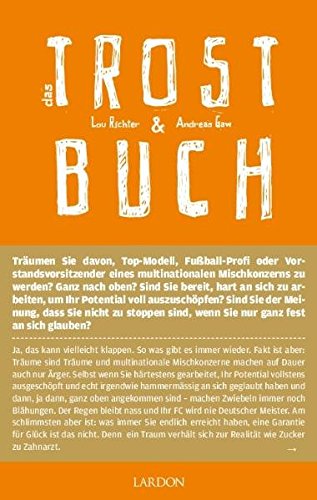 das
TROST
Lou Richter & Andreas Gaw
BUCH
Träumen Sie davon, Top-Modell, Fußball-Profi oder Vor-
standsvorsitzender eines multinationalen Mischkonzerns zu
werden? Ganz nach oben? Sind Sie bereit, hart an sich zu ar-
beiten, um Ihr Potential voll auszuschöpfen? Sind Sie der Mei-
nung, dass Sie nicht zu stoppen sind, wenn Sie nur ganz fest
an sich glauben?
Ja, das kann vielleicht klappen. So was gibt es immer wieder. Fakt ist aber:
Träume sind Träume und multinationale Mischkonzerne machen auf Dauer
auch nur Ärger. Selbst wenn Sie härtestens gearbeitet, Ihr Potential vollstens
ausgeschöpft und echt irgendwie hammermässig an sich geglaubt haben und
dann, ja dann, ganz oben angekommen sind – machen Zwiebeln immer noch
Blähungen. Der Regen bleibt nass und Ihr FC wird nie Deutscher Meister. Am
schlimmsten aber ist: was immer Sie endlich erreicht haben, eine Garantie
für Glück ist das nicht. Denn ein Traum verhält sich zur Realität wie Zucker
zu Zahnarzt. →
LARDON